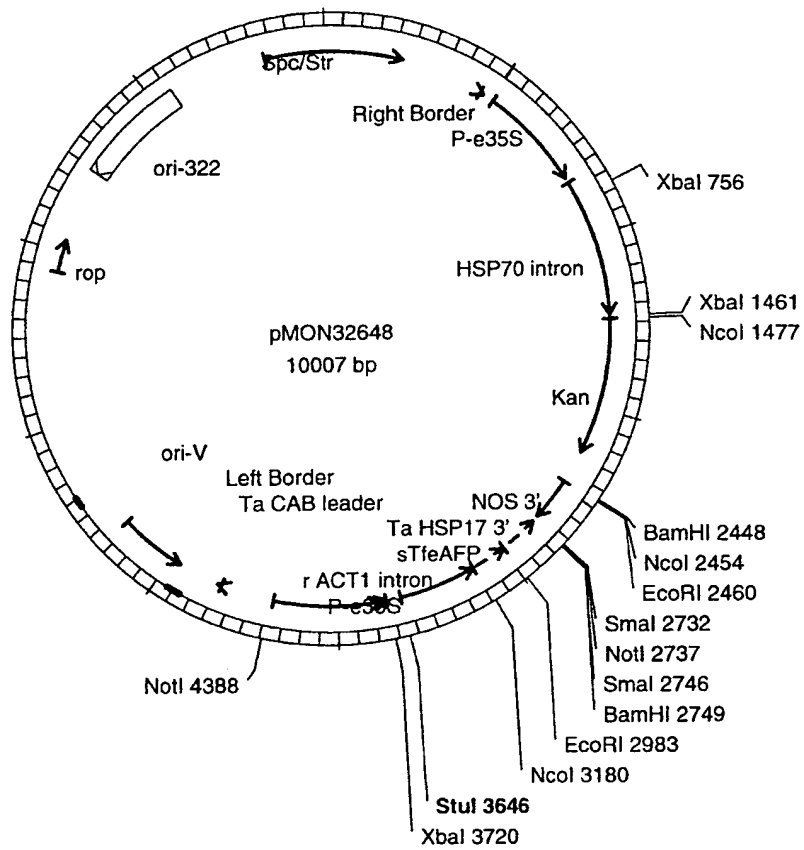 Spc/Str
Right Border
P-e35S
ori-322
XbaI 756
HSP70 intron
rop
XbaI 1461
NcoI 1477
pMON32648
10007 bp
Kan
ori-V
Left Border
Ta CAB leader
NOS 3'
Ta HSP17 3'
sTfeAFP
r ACT1 intron
P-e35S
BamHI 2448
NcoI 2454
EcoRI 2460
SmaI 2732
NotI 2737
SmaI 2746
BamHI 2749
EcoRI 2983
NcoI 3180
StuI 3646
XbaI 3720
NotI 4388